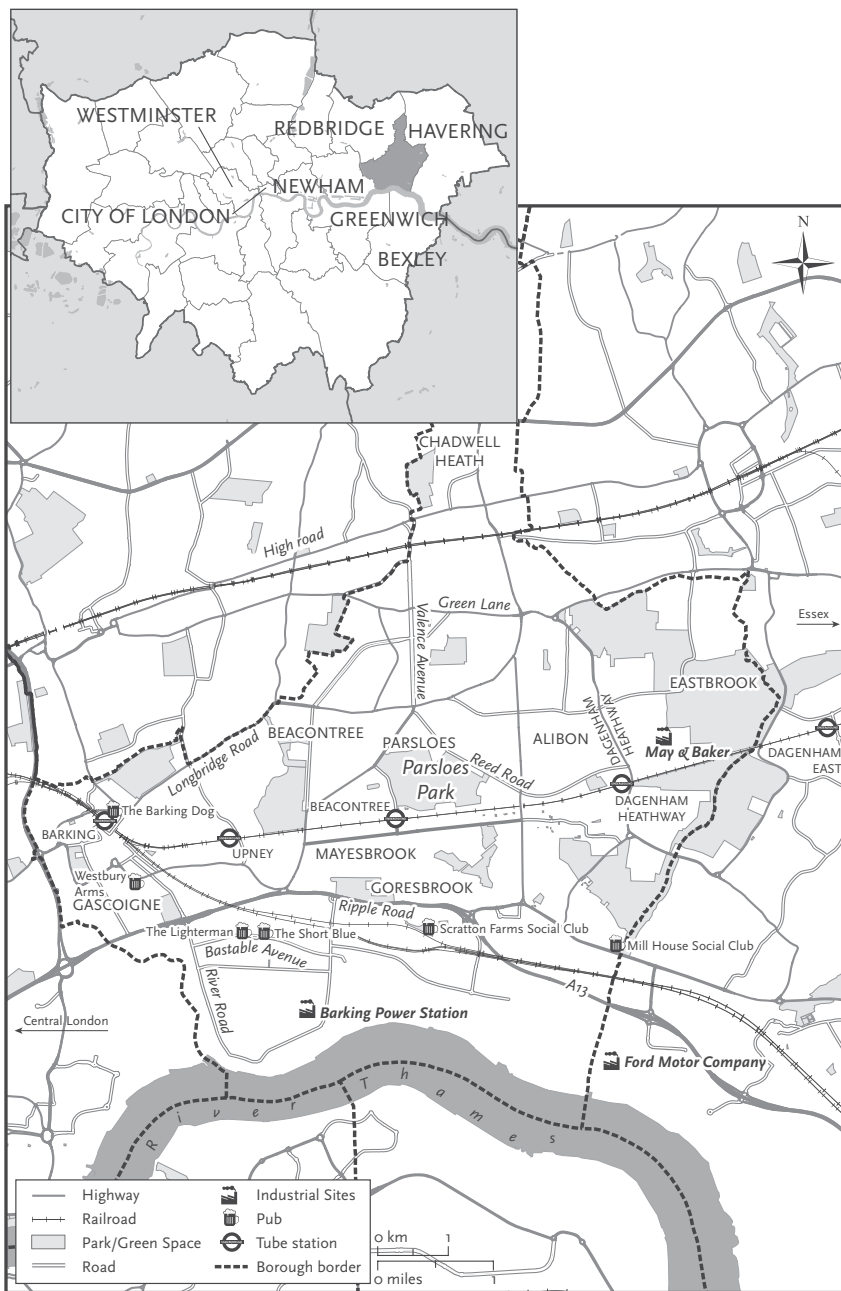 WESTMINSTER
REDBRIDGE
HAVERING
NEWHAM
CITY OF LONDON
GREENWICH
BEXLEY
N
CHADWELL
HEATH
High road
Green Lane
Valence Avenue
Essex
EASTBROOK
DAGENHAM
HEATHWAY
BEACONTREE
PARSLOES
ALIBON
May & Baker
Longbridge Road
Parsloes
Park
Reed Road
DAGENHAM
EAST
BEACONTREE
DAGENHAM
HEATHWAY
The Barking Dog
BARKING
UPNEY
MAYESBROOK
Westbury
Arms
GASCOIGNE
GORESBROOK
Ripple Road
The Lighterman
The Short Blue
Scratton Farms Social Club
Mill House Social Club
Bastable Avenue
River Road
A13
Barking Power Station
Central London
Ford Motor Company
River Thames
Highway
Railroad
Park/Green Space
Road
Industrial Sites
Pub
Tube station
Borough border
0 km 1
0 miles